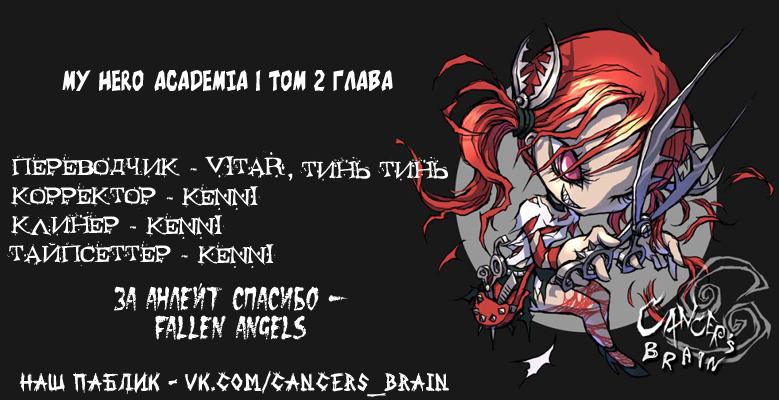 MY HERO ACADEMIA 1 ТОМ 2 ГЛАВА
ПЕРЕВОДЧИК - VITAR, ТИНЬ ТИНЬ
КОРРЕКТОР - KENNI
КЛИНЕР - KENNI
ТАЙПСЕТТЕР - KENNI
ЗА АНЛЕЙТ СПАСИБО -
FALLEN ANGELS
НАШ ПАБЛИК - VK.COM/CANCERS_BRAIN
CANCER'S
BRAIN